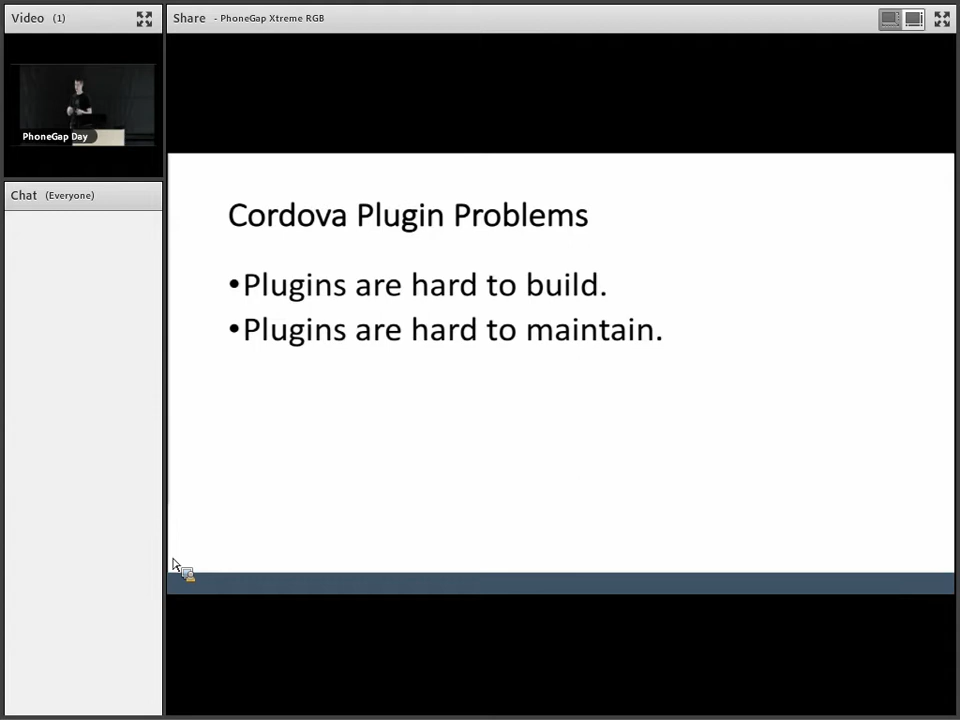 Video (1)
Share - PhoneGap Xtreme RGB
PhoneGap Day
Chat (Everyone)
Cordova Plugin Problems
•Plugins are hard to build.
•Plugins are hard to maintain.